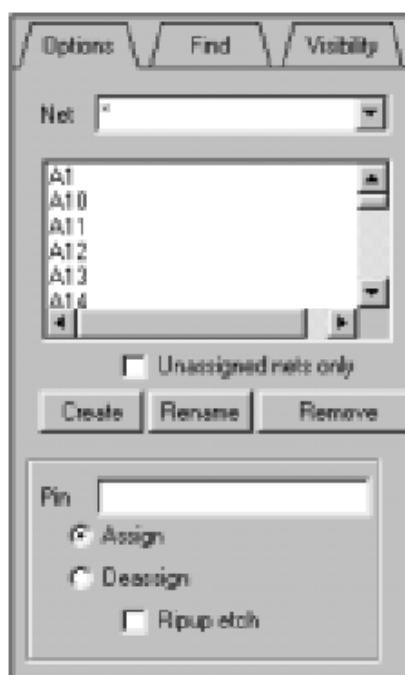 Options Find Visibility
Net *
A1
A10
A11
A12
A13
A14
Unassigned nets only
Create Rename Remove
Pin
Assign
Deassign
Ripup etch